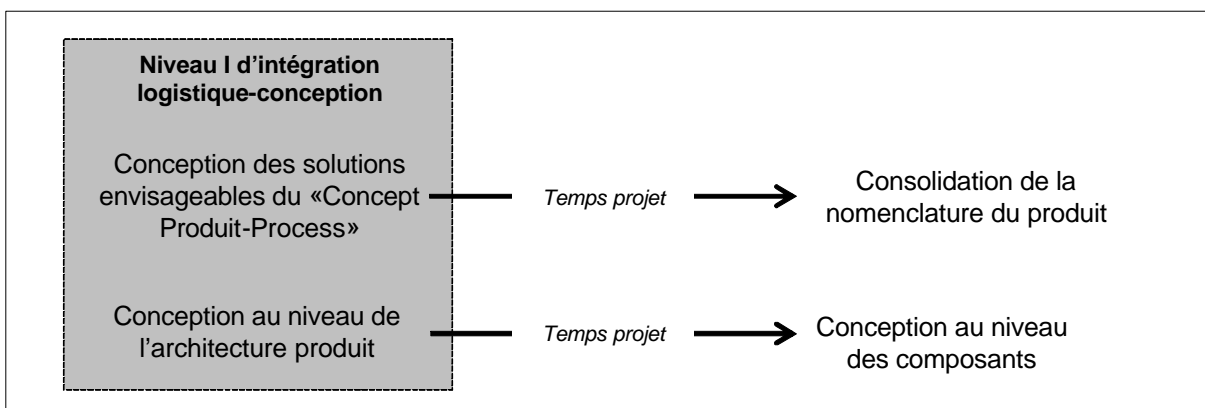 Niveau I d’intégration
logistique-conception
Conception des solutions
envisageables du «Concept
Produit-Process»
Temps projet
Consolidation de la
nomenclature du produit
Conception au niveau de
l’architecture produit
Temps projet
Conception au niveau
des composants